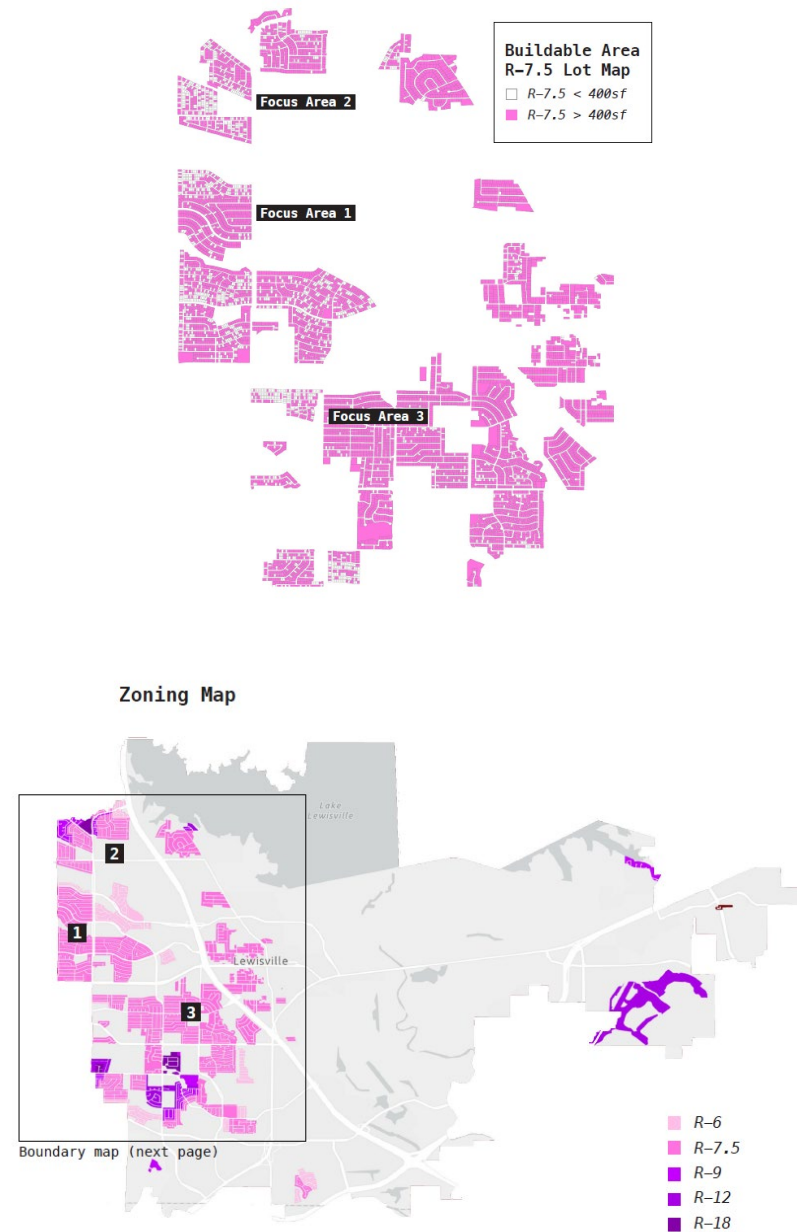 Buildable Area
R–7.5 Lot Map
R–7.5 < 400sf
R–7.5 > 400sf
Focus Area 2
Focus Area 1
Focus Area 3
Zoning Map
Lake
Lewisville
2
1
Lewisville
3
Boundary map (next page)
R–6
R–7.5
R–9
R–12
R–18